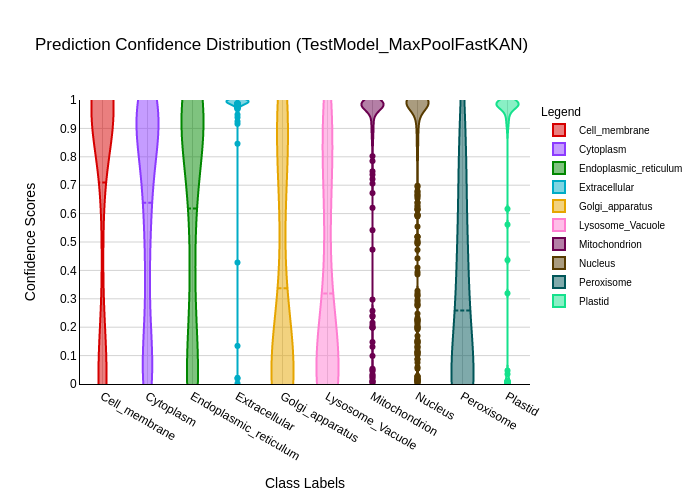 Prediction Confidence Distribution (TestModel_MaxPoolFastKAN)
Legend
Cell_membrane
Cytoplasm
Endoplasmic_reticulum
Extracellular
Golgi_apparatus
Lysosome_Vacuole
Mitochondrion
Nucleus
Peroxisome
Plastid
Confidence Scores
1
0.9
0.8
0.7
0.6
0.5
0.4
0.3
0.2
0.1
0
Cell_membrane
Cytoplasm
Endoplasmic_reticulum
Extracellular
Golgi_apparatus
Lysosome_Vacuole
Mitochondrion
Nucleus
Peroxisome
Plastid
Class Labels